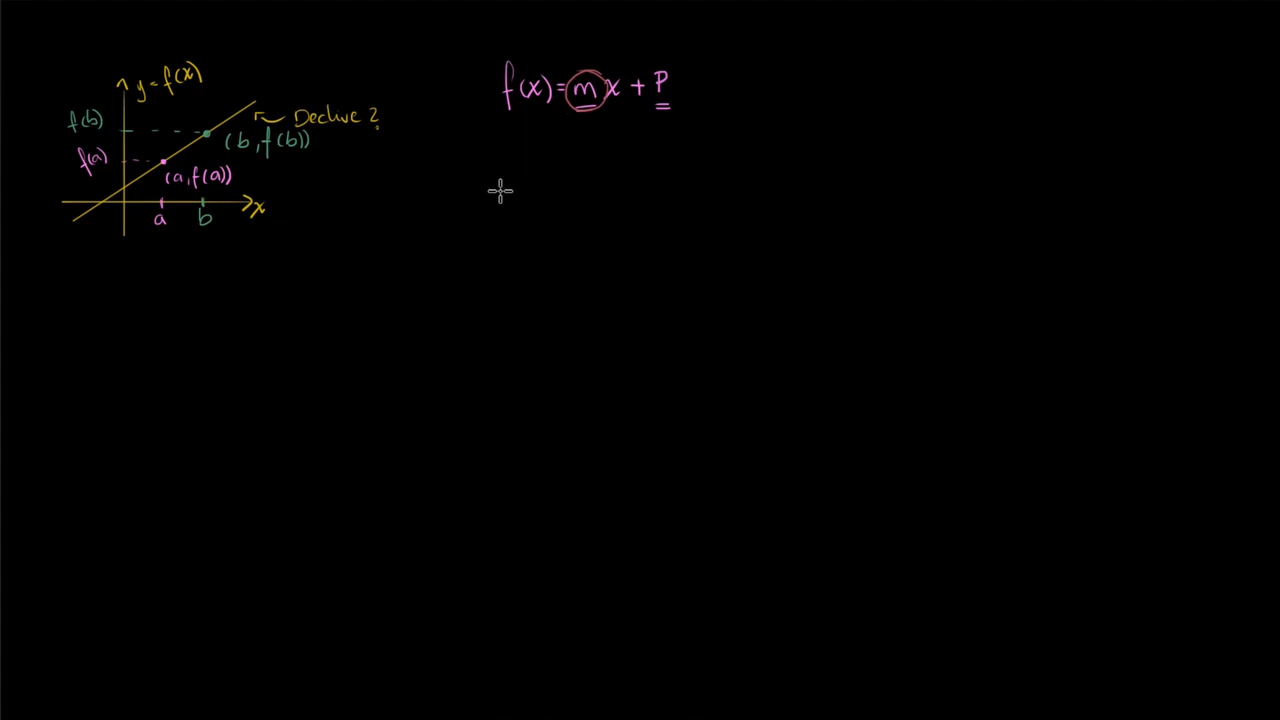 y = f(x)
f(x) = mx + P
Declive ?
f(b)
(b, f(b))
f(a)
(a, f(a))
x
a
b